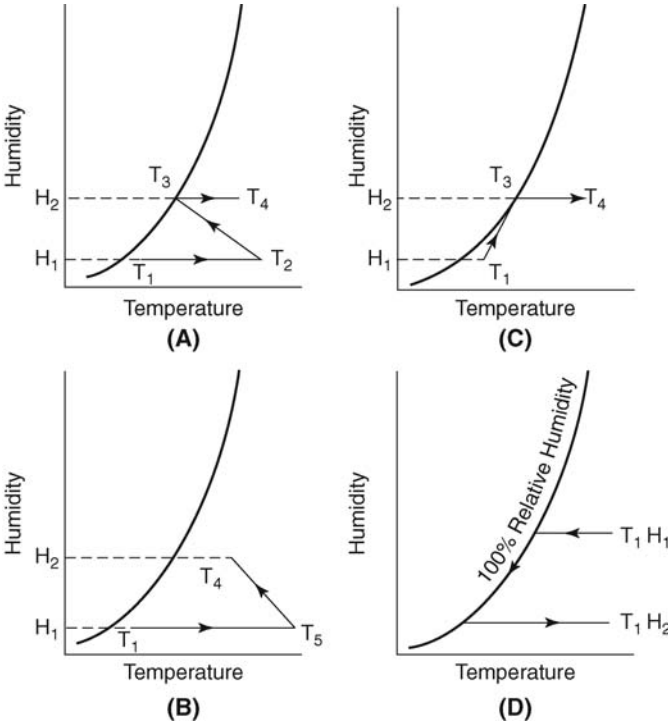 Humidity
H2
H1
T3
T4
T2
T1
Temperature
(A)
Humidity
H2
H1
T3
T4
T1
Temperature
(C)
Humidity
H2
H1
T4
T1
T5
Temperature
(B)
Humidity
100% Relative Humidity
T1 H1
T1 H2
Temperature
(D)